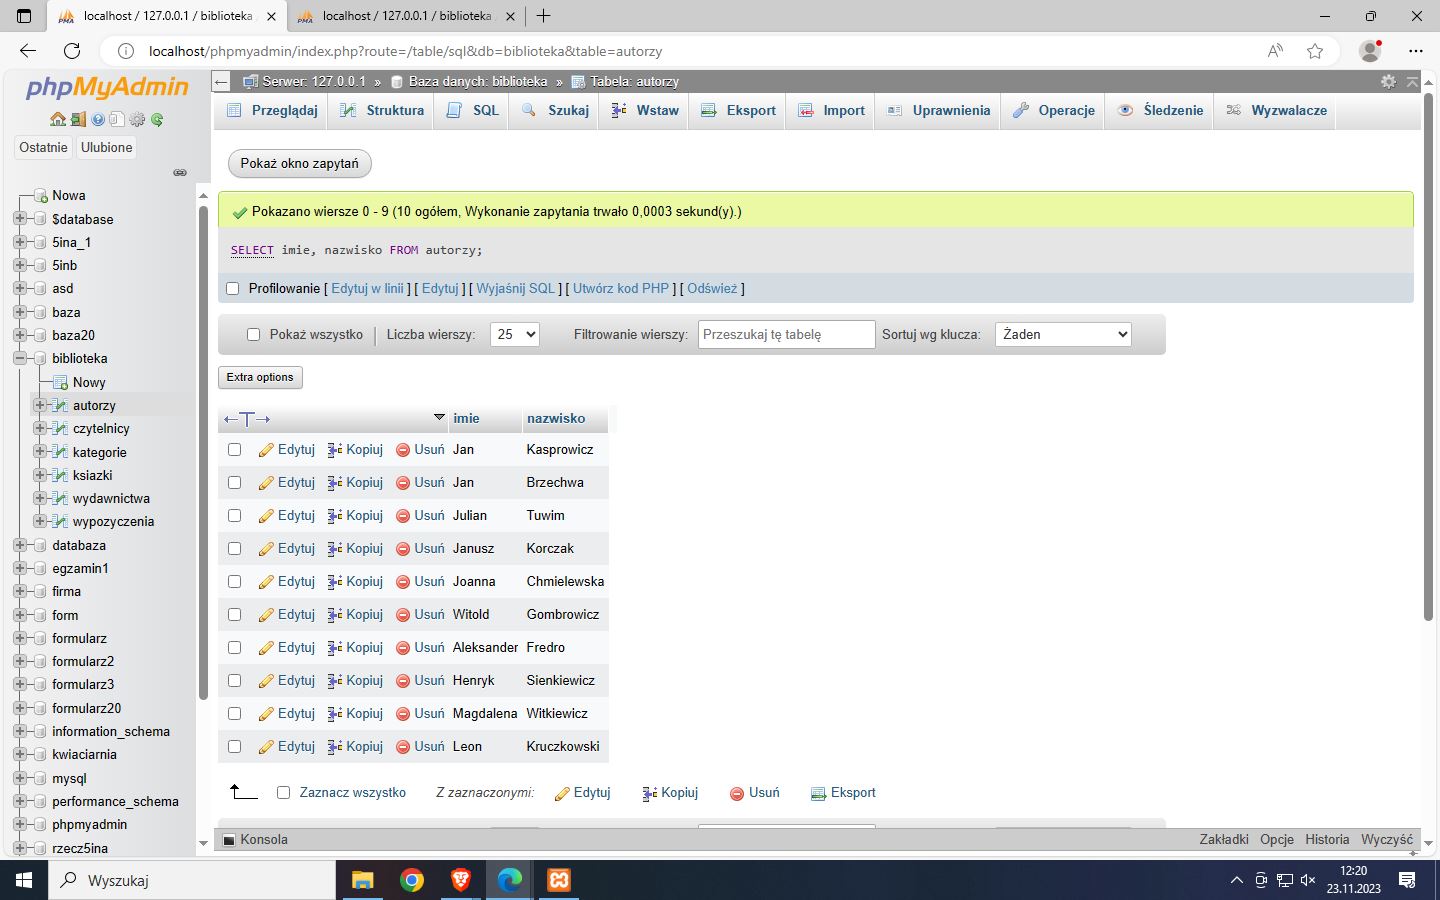 localhost / 127.0.0.1 / biblioteka
localhost / 127.0.0.1 / biblioteka
localhost/phpmyadmin/index.php?route=/table/sql&db=biblioteka&table=autorzy
phpMyAdmin
Ostatnie
Ulubione
Nowa
$database
5ina_1
5inb
asd
baza
baza20
biblioteka
Nowy
autorzy
czytelnicy
kategorie
ksiazki
wydawnictwa
wypozyczenia
databaza
egzamin1
firma
form
formularz
formularz2
formularz3
formularz20
information_schema
kwiaciarnia
mysql
performance_schema
phpmyadmin
rzecz5ina
Serwer: 127.0.0.1 » Baza danych: biblioteka » Tabela: autorzy
Przeglądaj Struktura SQL Szukaj Wstaw Eksport Import Uprawnienia Operacje Śledzenie Wyzwalacze
Pokaż okno zapytań
Pokazano wiersze 0 - 9 (10 ogółem, Wykonanie zapytania trwało 0,0003 sekund(y).)
SELECT imie, nazwisko FROM autorzy;
Profilowanie [ Edytuj w linii ] [ Edytuj ] [ Wyjaśnij SQL ] [ Utwórz kod PHP ] [ Odśwież ]
Pokaż wszystko Liczba wierszy: 25 Filtrowanie wierszy: Przeszukaj tę tabelę Sortuj wg klucza: Żaden
Extra options
imie nazwisko
Edytuj Kopiuj Usuń Jan Kasprowicz
Edytuj Kopiuj Usuń Jan Brzechwa
Edytuj Kopiuj Usuń Julian Tuwim
Edytuj Kopiuj Usuń Janusz Korczak
Edytuj Kopiuj Usuń Joanna Chmielewska
Edytuj Kopiuj Usuń Witold Gombrowicz
Edytuj Kopiuj Usuń Aleksander Fredro
Edytuj Kopiuj Usuń Henryk Sienkiewicz
Edytuj Kopiuj Usuń Magdalena Witkiewicz
Edytuj Kopiuj Usuń Leon Kruczkowski
Zaznacz wszystko Z zaznaczonymi: Edytuj Kopiuj Usuń Eksport
Konsola
Zakładki Opcje Historia Wyczyść
Wyszukaj
12:20
23.11.2023